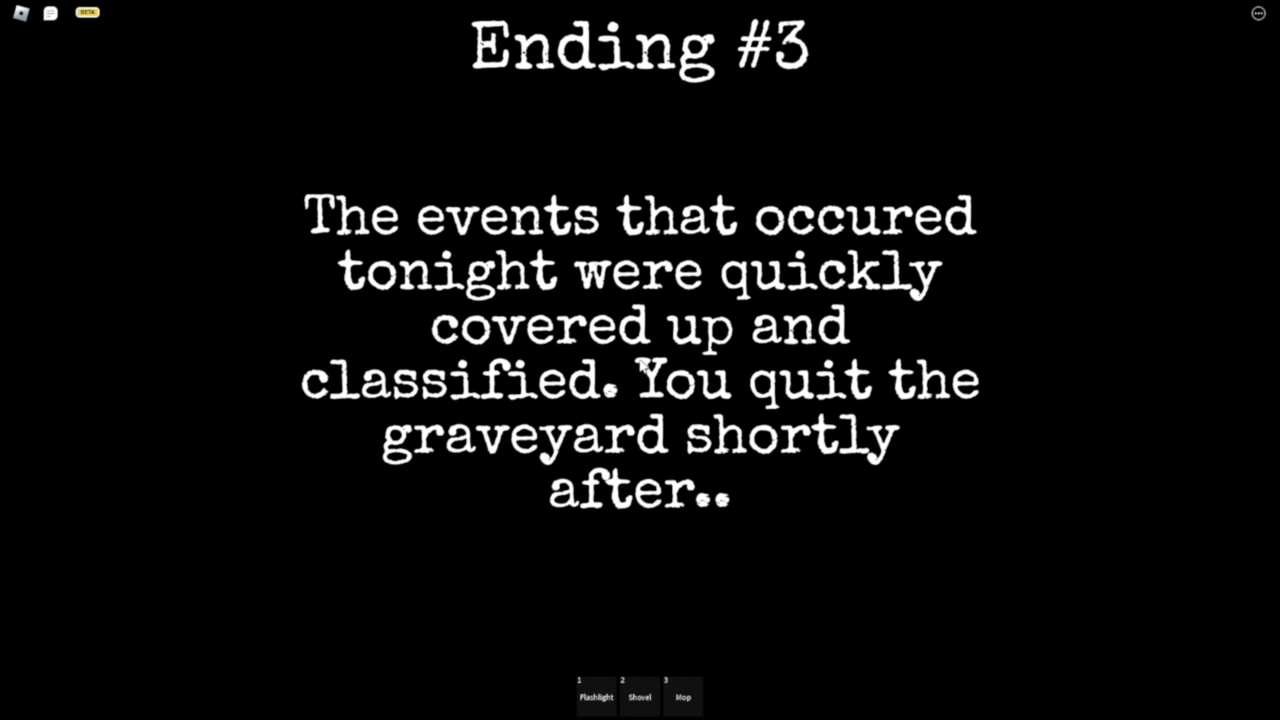 BETA
Ending #3
The events that occured
tonight were quickly
covered up and
classified. You quit the
graveyard shortly
after..
1 2 3
Flashlight Shovel Mop